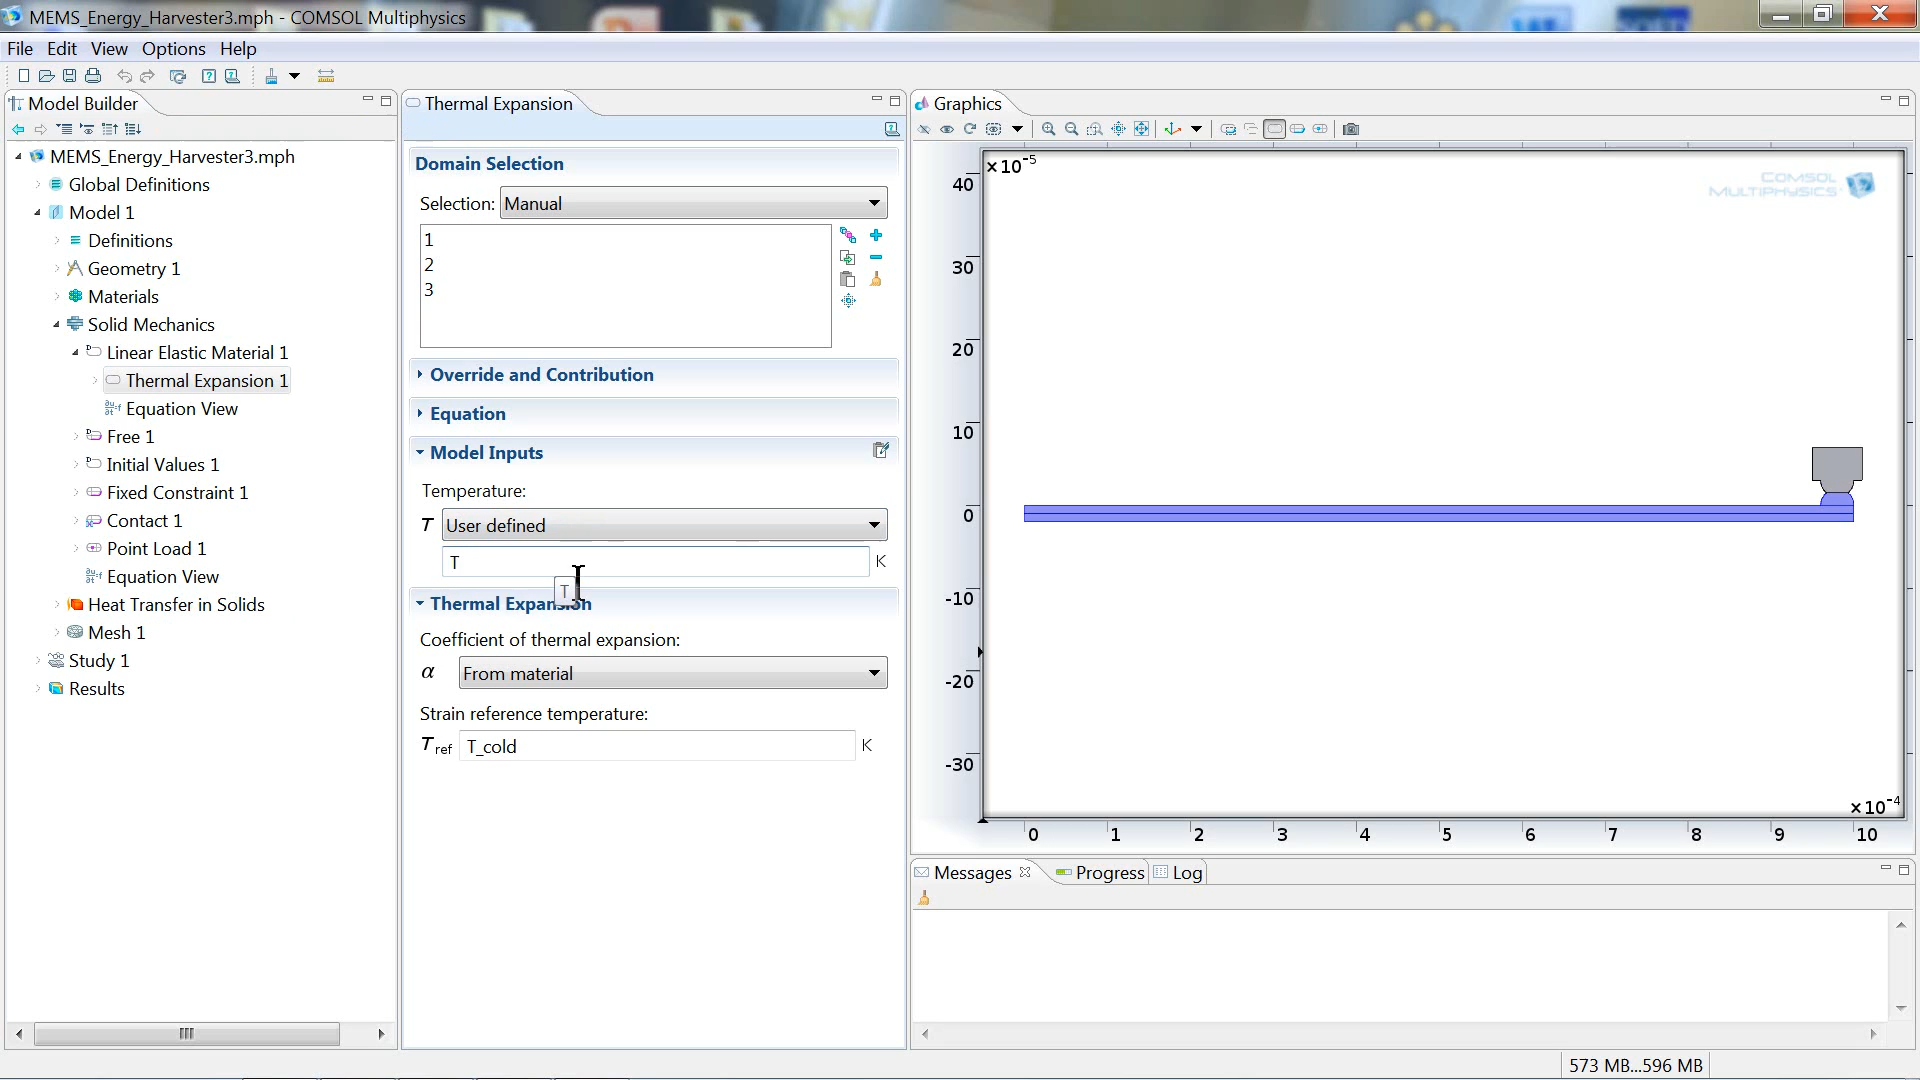 MEMS_Energy_Harvester3.mph - COMSOL Multiphysics
File Edit View Options Help
Model Builder
MEMS_Energy_Harvester3.mph
Global Definitions
Model 1
Definitions
Geometry 1
Materials
Solid Mechanics
Linear Elastic Material 1
Thermal Expansion 1
Equation View
Free 1
Initial Values 1
Fixed Constraint 1
Contact 1
Point Load 1
Equation View
Heat Transfer in Solids
Mesh 1
Study 1
Results
Thermal Expansion
Domain Selection
Selection: Manual
1
2
3
Override and Contribution
Equation
Model Inputs
Temperature:
T User defined
T K
T
Thermal Expansion
Coefficient of thermal expansion:
α From material
Strain reference temperature:
Tref T_cold K
Graphics
×10⁻⁵
COMSOL
MULTIPHYSICS
40
30
20
10
0
-10
-20
-30
×10⁻⁴
0 1 2 3 4 5 6 7 8 9 10
Messages Progress Log
573 MB...596 MB